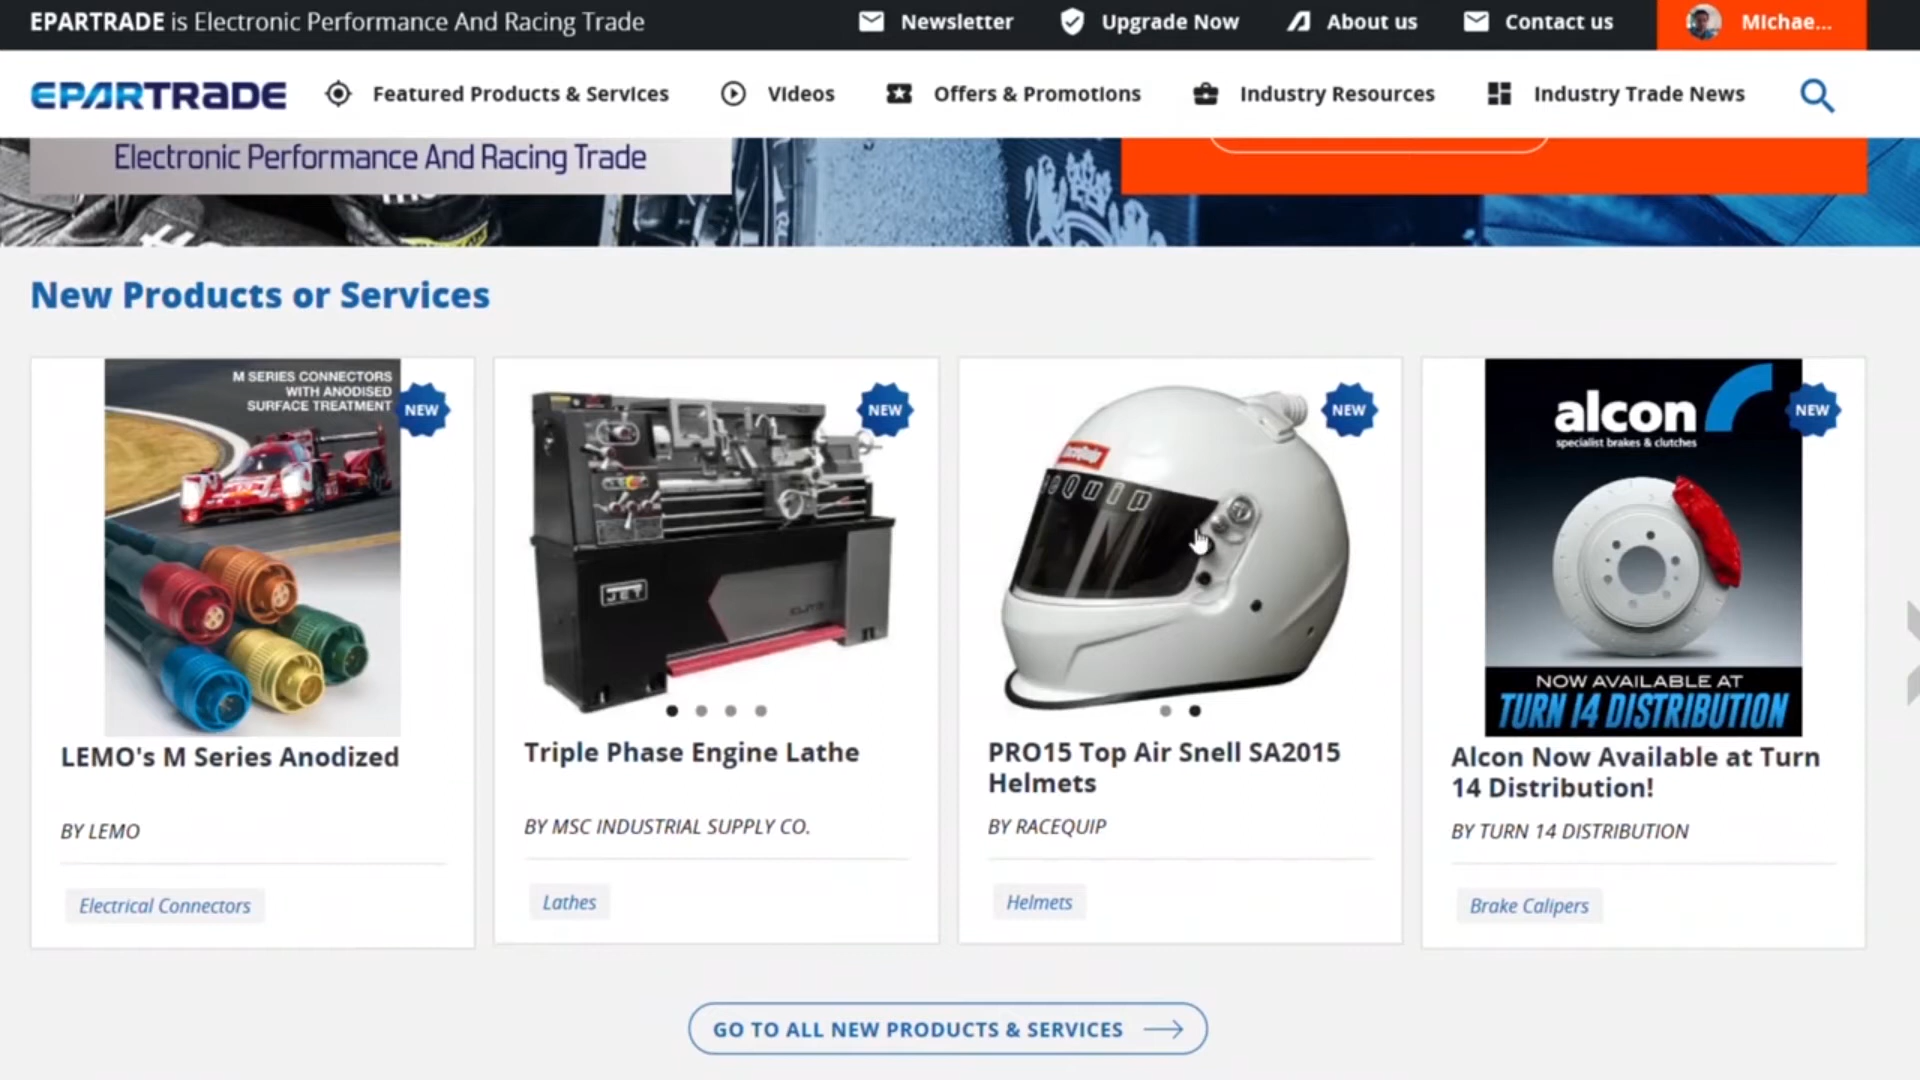 EPARTRADE is Electronic Performance And Racing Trade
Newsletter
Upgrade Now
About us
Contact us
MIchae...
EPARTRADE
Featured Products & Services
Videos
Offers & Promotions
Industry Resources
Industry Trade News
Electronic Performance And Racing Trade
New Products or Services
M SERIES CONNECTORS
WITH ANODISED
SURFACE TREATMENT
NEW
LEMO's M Series Anodized
BY LEMO
Electrical Connectors
NEW
JET
ELITE
Triple Phase Engine Lathe
BY MSC INDUSTRIAL SUPPLY CO.
Lathes
NEW
RaceQuip
PRO15 Top Air Snell SA2015
Helmets
BY RACEQUIP
Helmets
alcon
specialist brakes & clutches
NEW
NOW AVAILABLE AT
TURN 14 DISTRIBUTION
Alcon Now Available at Turn
14 Distribution!
BY TURN 14 DISTRIBUTION
Brake Calipers
GO TO ALL NEW PRODUCTS & SERVICES